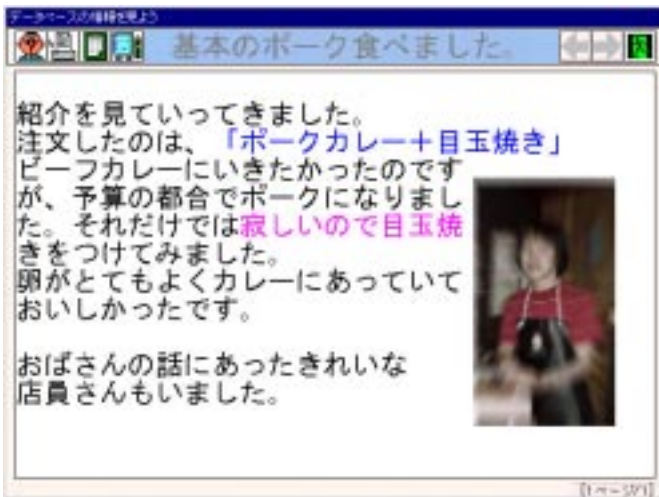 データベースの情報を見よう
基本のポーク食べました。
紹介を見ていってきました。
注文したのは、「ポークカレー＋目玉焼き」
ビーフカレーにいきたかったのです
が、予算の都合でポークになりまし
た。それだけでは寂しいので目玉焼
きをつけてみました。
卵がとてもよくカレーにあっていて
おいしかったです。
おばさんの話にあったきれいな
店員さんもいました。